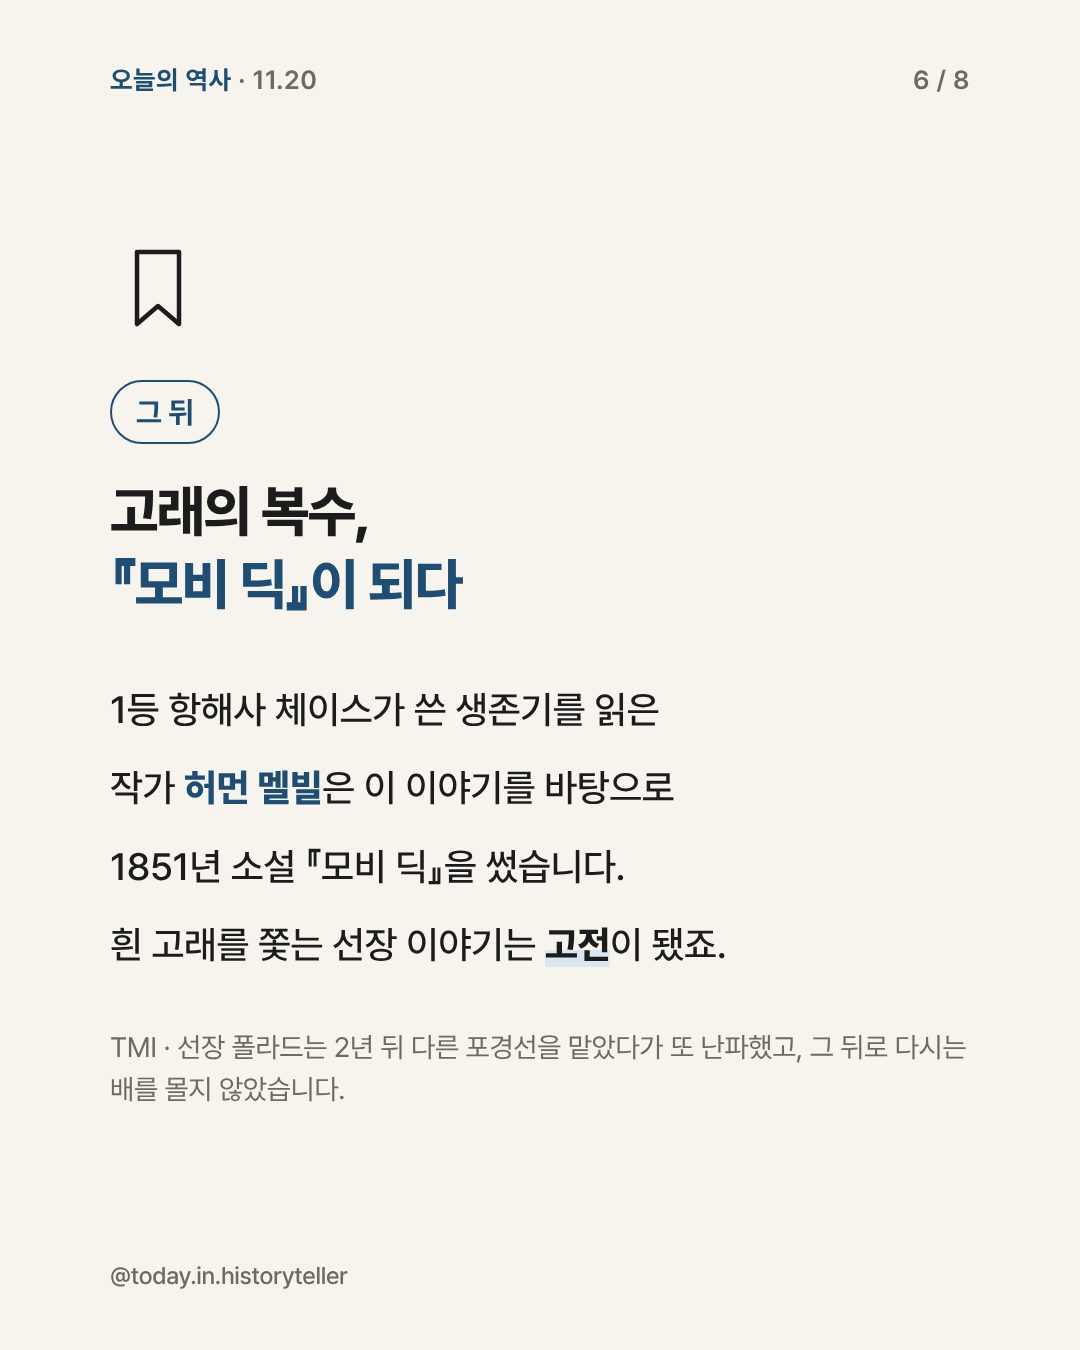 오늘의 역사 · 11.20
6 / 8
그 뒤
고래의 복수,
『모비 딕』이 되다
1등 항해사 체이스가 쓴 생존기를 읽은
작가 허먼 멜빌은 이 이야기를 바탕으로
1851년 소설 『모비 딕』을 썼습니다.
흰 고래를 쫓는 선장 이야기는 고전이 됐죠.
TMI · 선장 폴라드는 2년 뒤 다른 포경선을 맡았다가 또 난파했고, 그 뒤로 다시는
배를 몰지 않았습니다.
@today.in.historyteller